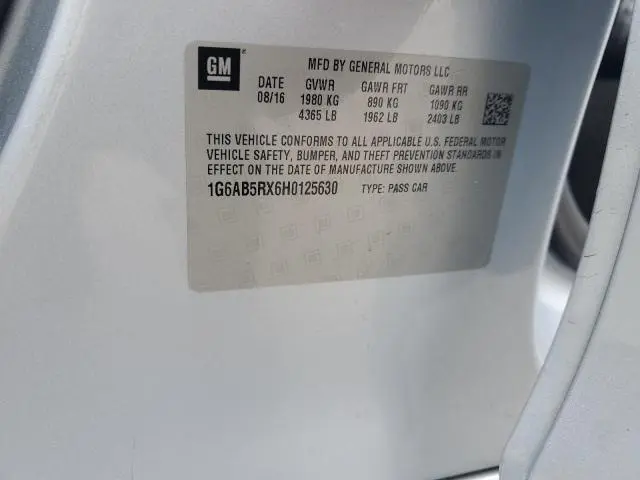 GM
MFD BY GENERAL MOTORS LLC
DATE GVWR GAWR FRT GAWR RR
08/16 1980 KG 890 KG 1090 KG
4365 LB 1962 LB 2403 LB
THIS VEHICLE CONFORMS TO ALL APPLICABLE U.S. FEDERAL MOTOR
VEHICLE SAFETY, BUMPER, AND THEFT PREVENTION STANDARDS IN
EFFECT ON THE DATE OF MANUFACTURE SHOWN ABOVE.
1G6AB5RX6H0125630 TYPE: PASS CAR